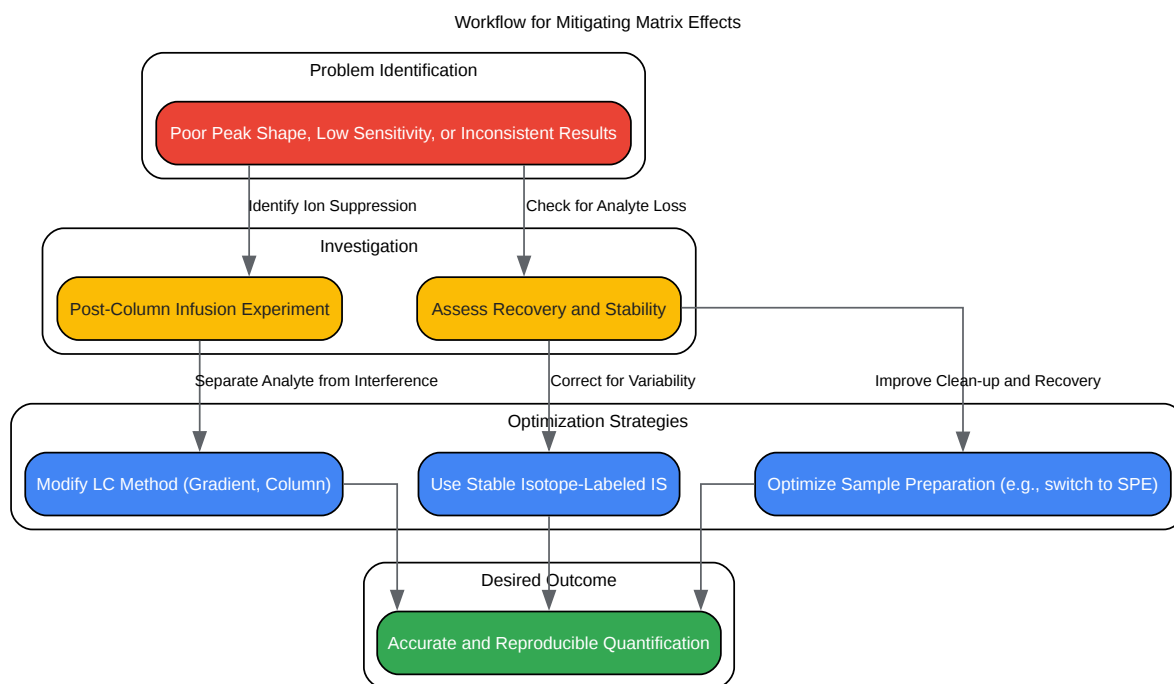 Workflow for Mitigating Matrix Effects
Problem Identification
Poor Peak Shape, Low Sensitivity, or Inconsistent Results
Identify Ion Suppression
Check for Analyte Loss
Investigation
Post-Column Infusion Experiment
Assess Recovery and Stability
Separate Analyte from Interference
Correct for Variability
Improve Clean-up and Recovery
Optimization Strategies
Modify LC Method (Gradient, Column)
Use Stable Isotope-Labeled IS
Optimize Sample Preparation (e.g., switch to SPE)
Desired Outcome
Accurate and Reproducible Quantification